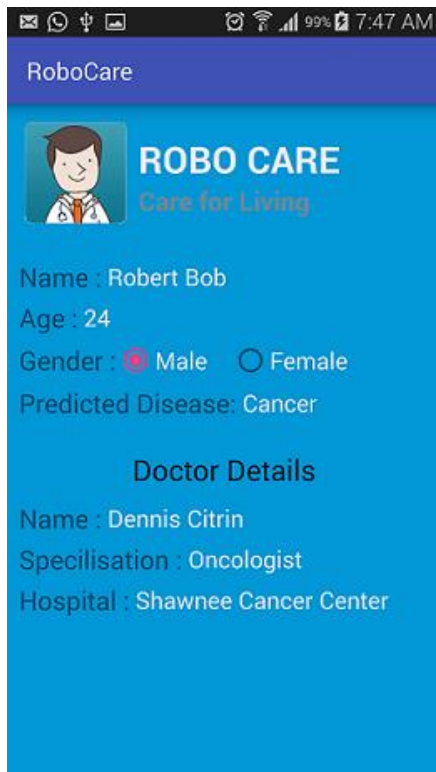 99% 7:47 AM
RoboCare
ROBO CARE
Care for Living
Name : Robert Bob
Age : 24
Gender : Male Female
Predicted Disease: Cancer
Doctor Details
Name : Dennis Citrin
Specilisation : Oncologist
Hospital : Shawnee Cancer Center